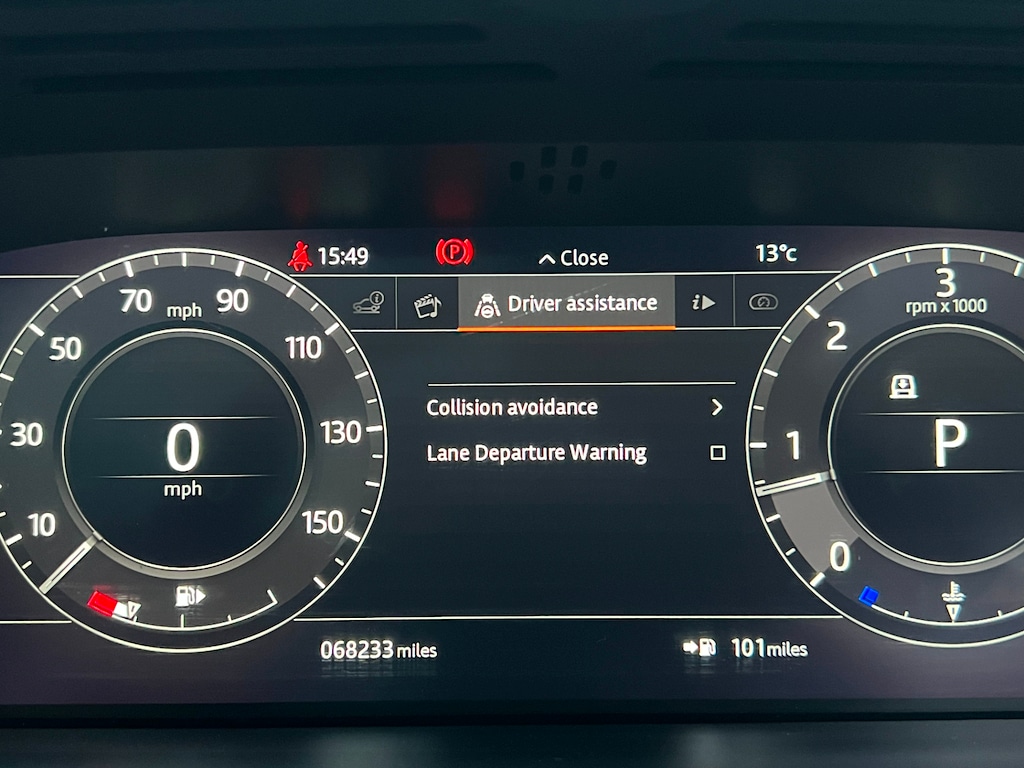 15:49
P
Close
13°c
Driver assistance
i
70
mph
90
50
110
30
130
10
150
0
mph
Collision avoidance
Lane Departure Warning
3
rpm x 1000
2
1
0
P
068233 miles
101 miles